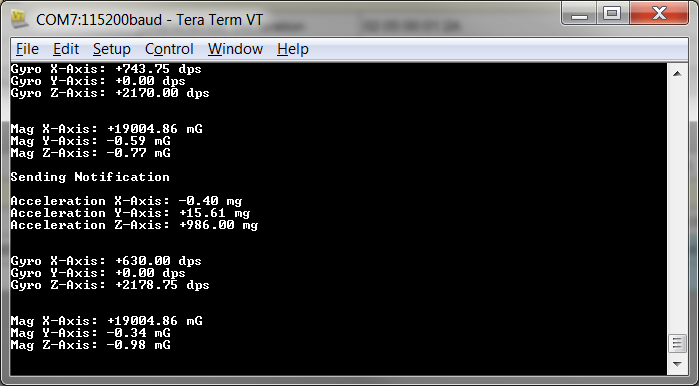 COM7:115200baud - Tera Term VT
File Edit Setup Control Window Help
Gyro X-Axis: +743.75 dps
Gyro Y-Axis: +0.00 dps
Gyro Z-Axis: +2170.00 dps
Mag X-Axis: +19004.86 mG
Mag Y-Axis: -0.59 mG
Mag Z-Axis: -0.77 mG
Sending Notification
Acceleration X-Axis: -0.40 mg
Acceleration Y-Axis: +15.61 mg
Acceleration Z-Axis: +986.00 mg
Gyro X-Axis: +630.00 dps
Gyro Y-Axis: +0.00 dps
Gyro Z-Axis: +2178.75 dps
Mag X-Axis: +19004.86 mG
Mag Y-Axis: -0.34 mG
Mag Z-Axis: -0.98 mG